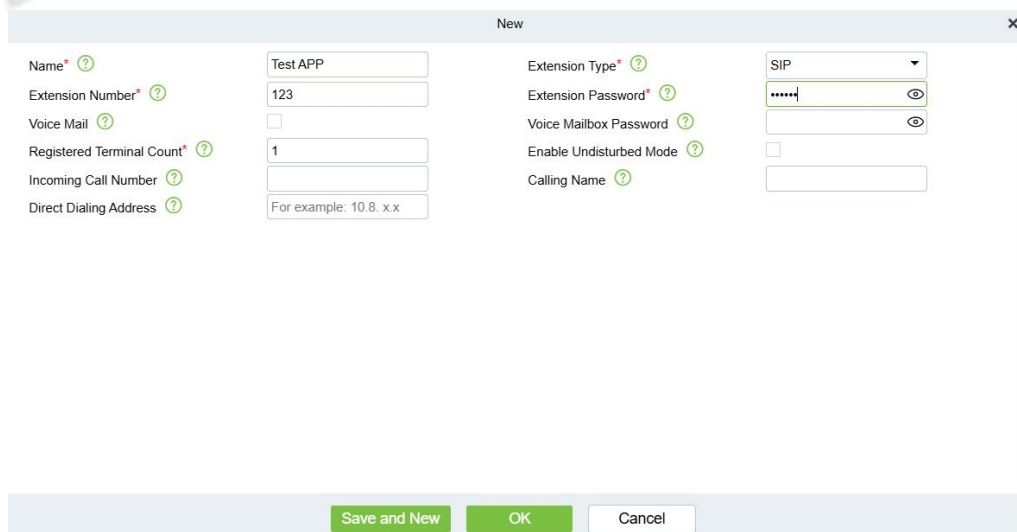 New
Name* Test APP Extension Type* SIP
Extension Number* 123 Extension Password* ••••••
Voice Mail Voice Mailbox Password
Registered Terminal Count* 1 Enable Undisturbed Mode
Incoming Call Number Calling Name
Direct Dialing Address For example: 10.8. x.x
Save and New OK Cancel